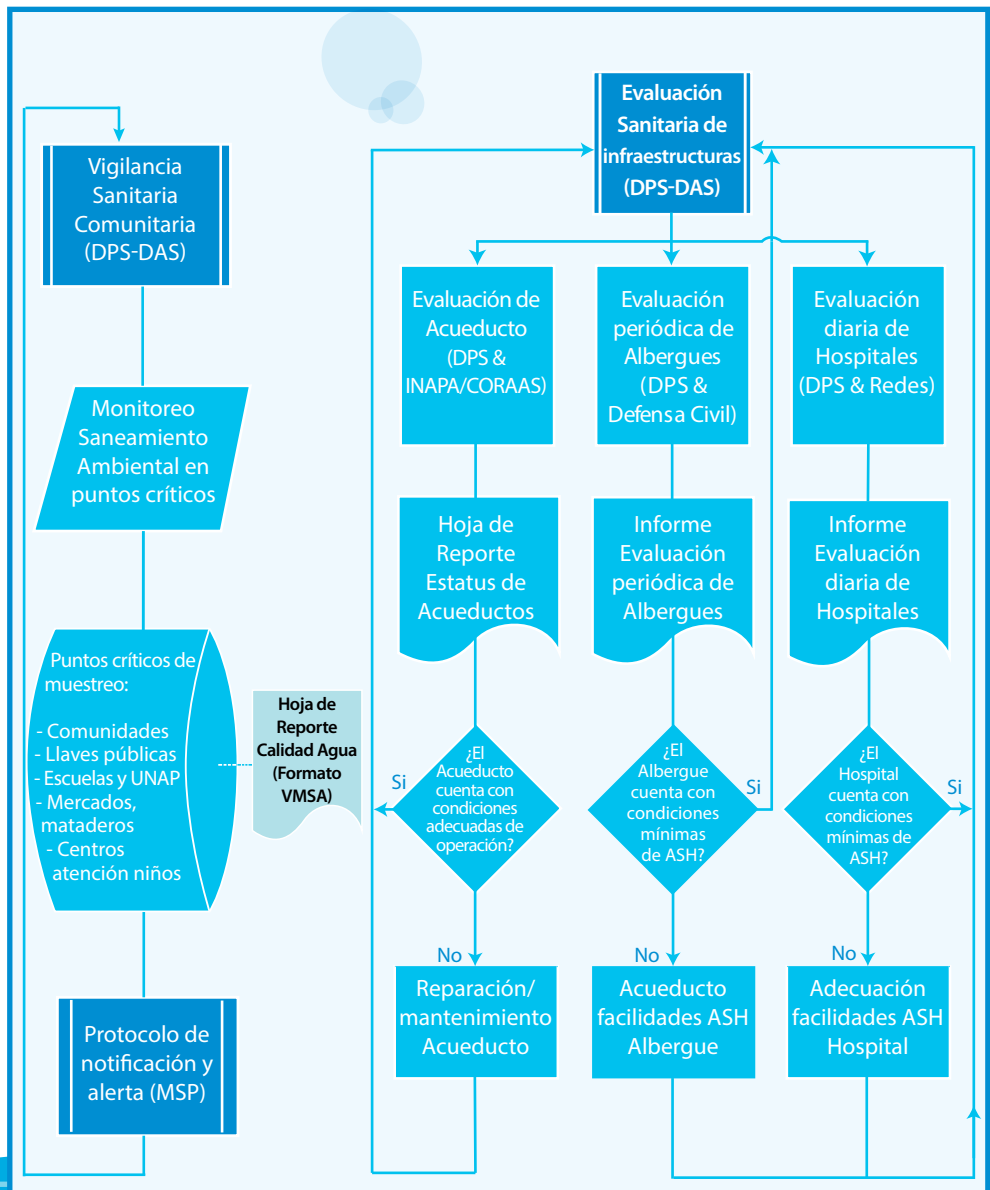 Vigilancia
Sanitaria
Comunitaria
(DPS-DAS)
Monitoreo
Saneamiento
Ambiental en
puntos críticos
Puntos críticos de
muestreo:
- Comunidades
- Llaves públicas
- Escuelas y UNAP
- Mercados,
mataderos
- Centros
atención niños
Hoja de
Reporte
Calidad Agua
(Formato
VMSA)
Protocolo de
notificación y
alerta (MSP)
Evaluación
Sanitaria de
infraestructuras
(DPS-DAS)
Evaluación de
Acueducto
(DPS &
INAPA/CORAAS)
Hoja de
Reporte
Estatus de
Acueductos
¿El
Acueducto
cuenta con
condiciones
adecuadas de
operación?
Si
No
Reparación/
mantenimiento
Acueducto
Evaluación
periódica de
Albergues
(DPS &
Defensa Civil)
Informe
Evaluación
periódica de
Albergues
¿El
Albergue
cuenta con
condiciones
mínimas
de ASH?
Si
No
Acueducto
facilidades ASH
Albergue
Evaluación
diaria de
Hospitales
(DPS & Redes)
Informe
Evaluación
diaria de
Hospitales
¿El
Hospital
cuenta con
condiciones
mínimas de
ASH?
Si
No
Adecuación
facilidades ASH
Hospital